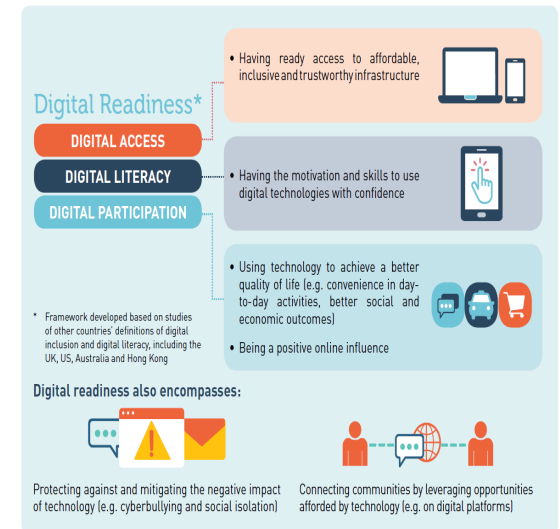 • Having ready access to affordable,
inclusive and trustworthy infrastructure
Digital Readiness*
DIGITAL ACCESS
DIGITAL LITERACY
DIGITAL PARTICIPATION
• Having the motivation and skills to use
digital technologies with confidence
• Using technology to achieve a better
quality of life (e.g. convenience in day-
to-day activities, better social and
economic outcomes)
• Being a positive online influence
* Framework developed based on studies
of other countries' definitions of digital
inclusion and digital literacy, including the
UK, US, Australia and Hong Kong
Digital readiness also encompasses:
Protecting against and mitigating the negative impact
of technology (e.g. cyberbullying and social isolation)
Connecting communities by leveraging opportunities
afforded by technology (e.g. on digital platforms)